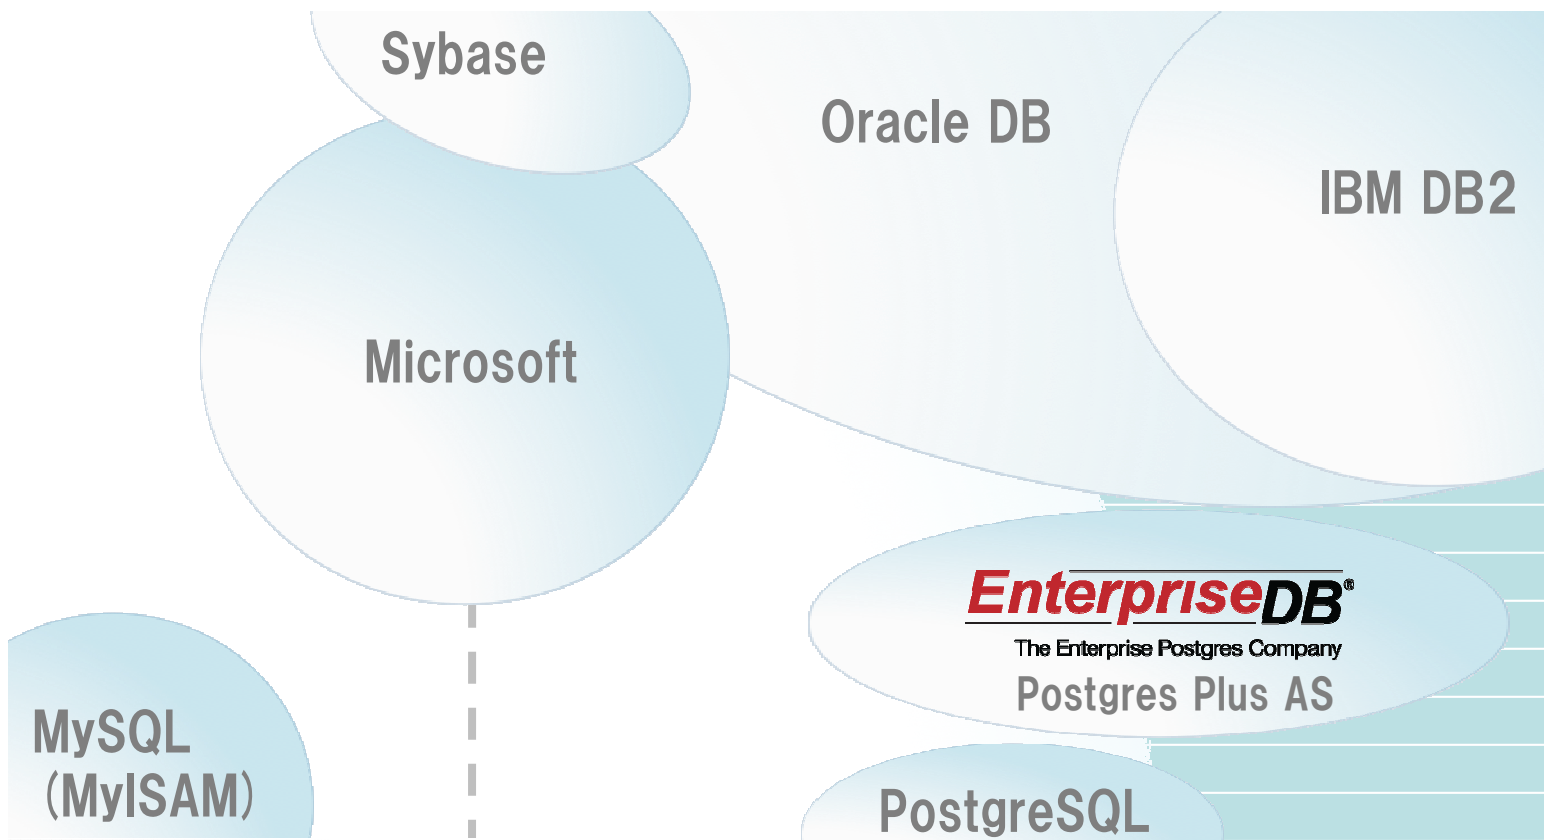 Sybase
Oracle DB
IBM DB2
Microsoft
EnterpriseDB®
The Enterprise Postgres Company
Postgres Plus AS
MySQL
(MyISAM)
PostgreSQL